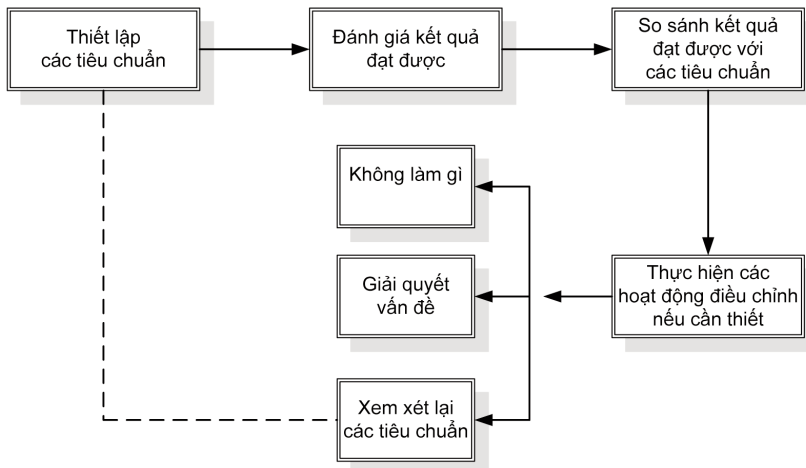 Thiết lập
các tiêu chuẩn
Đánh giá kết quả
đạt được
So sánh kết quả
đạt được với
các tiêu chuẩn
Không làm gì
Giải quyết
vấn đề
Thực hiện các
hoạt động điều chỉnh
nếu cần thiết
Xem xét lại
các tiêu chuẩn